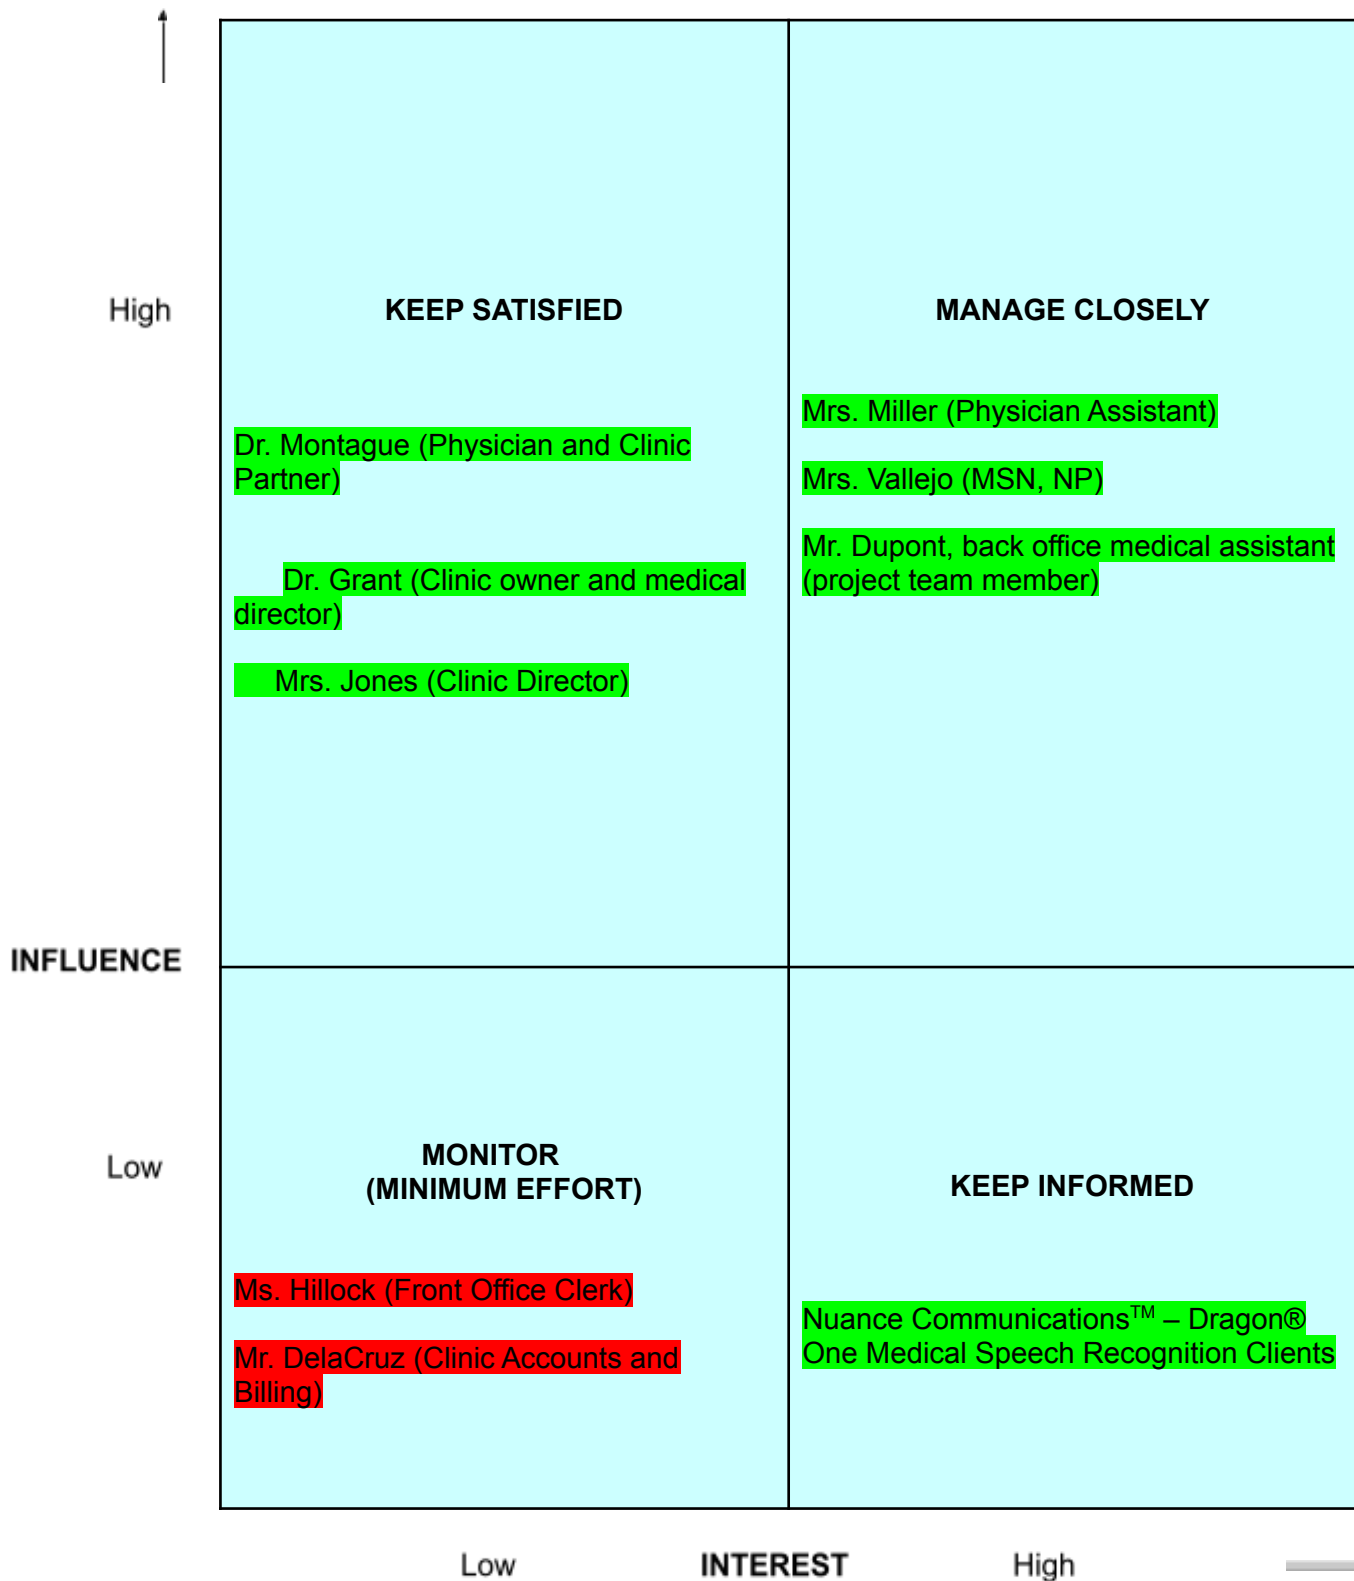 High
KEEP SATISFIED
Dr. Montague (Physician and Clinic
Partner)
Dr. Grant (Clinic owner and medical
director)
Mrs. Jones (Clinic Director)
MANAGE CLOSELY
Mrs. Miller (Physician Assistant)
Mrs. Vallejo (MSN, NP)
Mr. Dupont, back office medical assistant
(project team member)
INFLUENCE
Low
MONITOR
(MINIMUM EFFORT)
Ms. Hillock (Front Office Clerk)
Mr. DelaCruz (Clinic Accounts and
Billing)
KEEP INFORMED
Nuance Communications™ – Dragon®
One Medical Speech Recognition Clients
Low INTEREST High